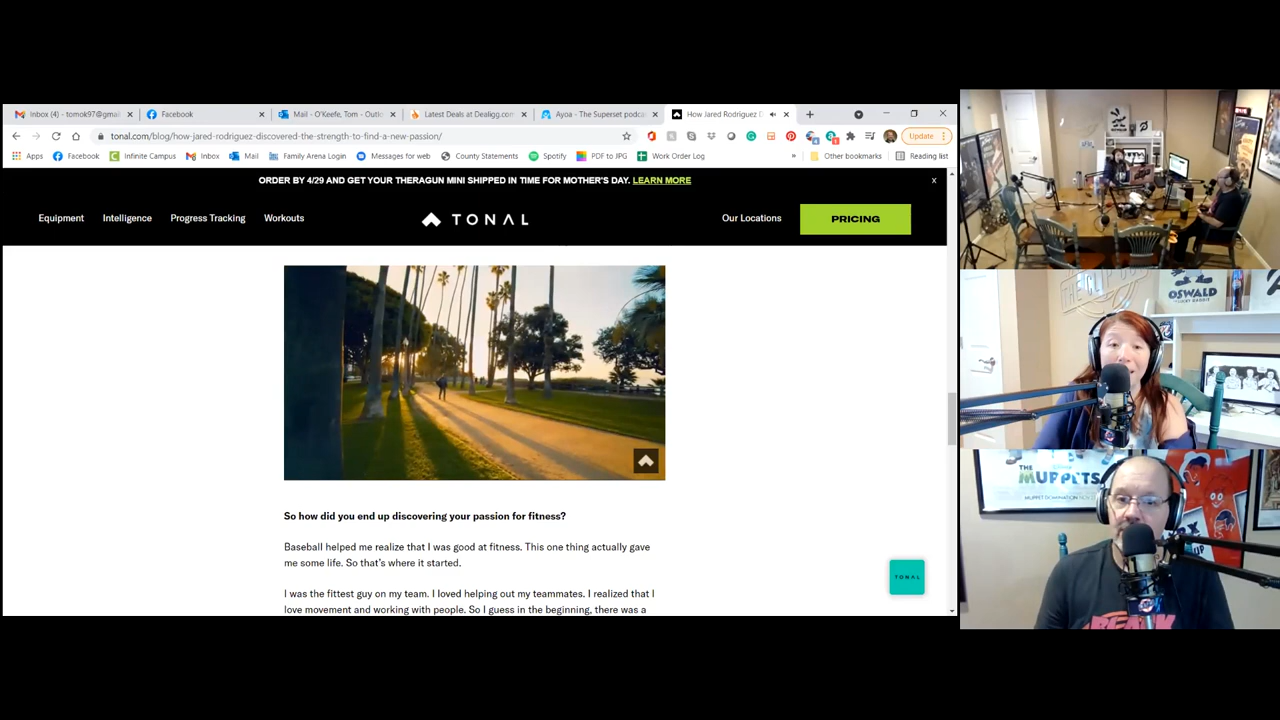 Inbox (4) - tomok97@gmail
Facebook
Mail - O'Keefe, Tom - Outlo
Latest Deals at Dealigg.com
Ayoa - The Superset podca
How Jared Rodriguez D
tonal.com/blog/how-jared-rodriguez-discovered-the-strength-to-find-a-new-passion/
Update
Apps
Facebook
Infinite Campus
Inbox
Mail
Family Arena Login
Messages for web
County Statements
Spotify
PDF to JPG
Work Order Log
»
Other bookmarks
Reading list
ORDER BY 4/29 AND GET YOUR THERAGUN MINI SHIPPED IN TIME FOR MOTHER'S DAY. LEARN MORE
x
Equipment
Intelligence
Progress Tracking
Workouts
TONAL
Our Locations
PRICING
So how did you end up discovering your passion for fitness?
Baseball helped me realize that I was good at fitness. This one thing actually gave
me some life. So that's where it started.
I was the fittest guy on my team. I loved helping out my teammates. I realized that I
love movement and working with people. So I guess in the beginning, there was a
TONAL
THE CLIP OUT
OSWALD
THE
MUPPETS
MUPPET DOMINATION
UP